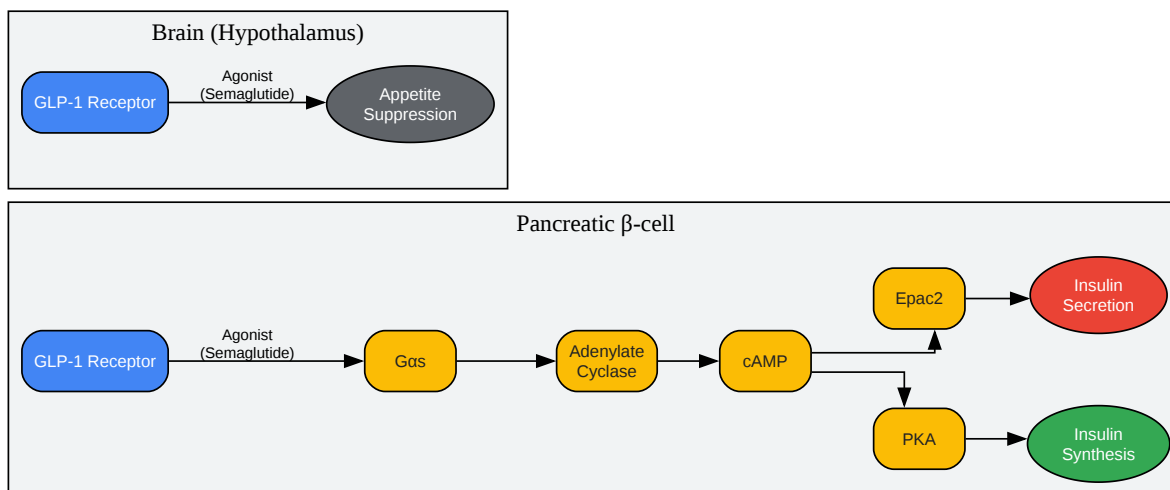 Brain (Hypothalamus)
GLP-1 Receptor
Agonist
(Semaglutide)
Appetite
Suppression
Pancreatic β-cell
GLP-1 Receptor
Agonist
(Semaglutide)
Gαs
Adenylate
Cyclase
cAMP
Epac2
Insulin
Secretion
PKA
Insulin
Synthesis